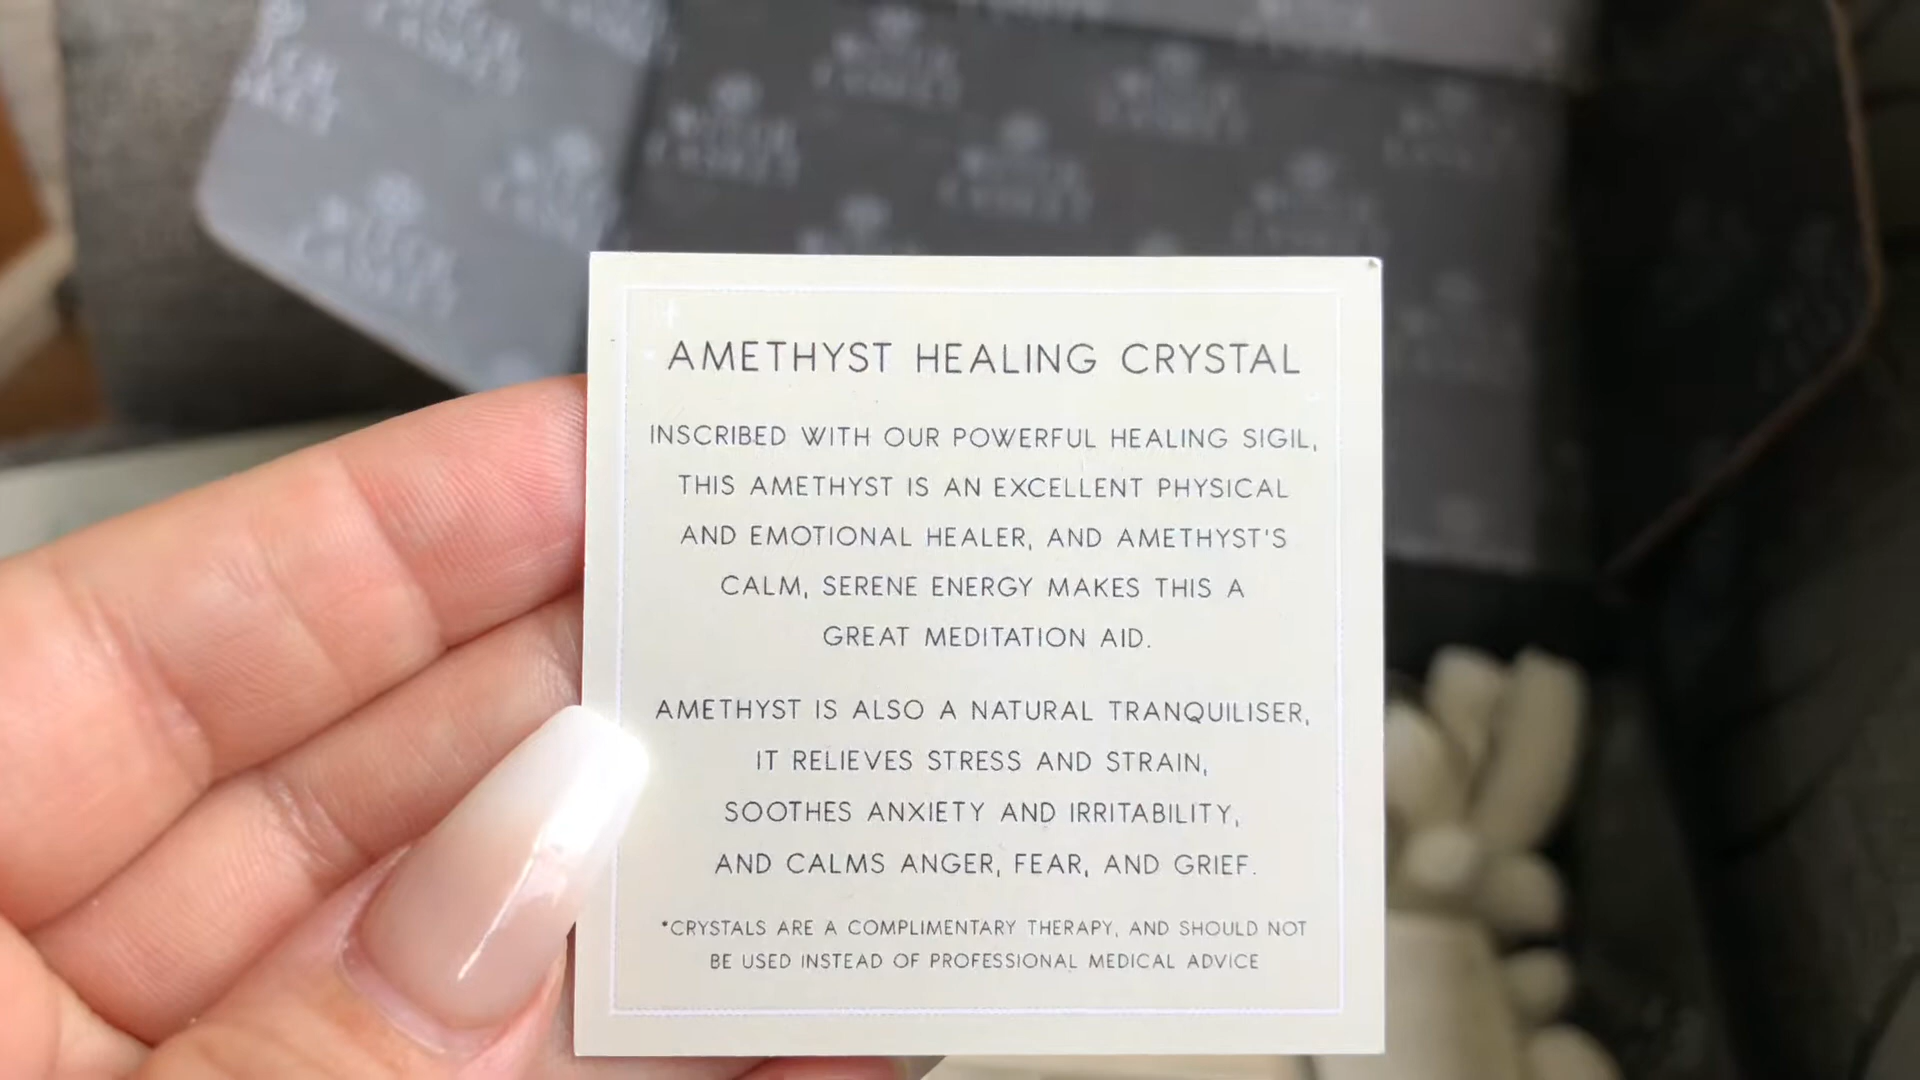 AMETHYST HEALING CRYSTAL
INSCRIBED WITH OUR POWERFUL HEALING SIGIL,
THIS AMETHYST IS AN EXCELLENT PHYSICAL
AND EMOTIONAL HEALER, AND AMETHYST'S
CALM, SERENE ENERGY MAKES THIS A
GREAT MEDITATION AID.
AMETHYST IS ALSO A NATURAL TRANQUILISER,
IT RELIEVES STRESS AND STRAIN,
SOOTHES ANXIETY AND IRRITABILITY,
AND CALMS ANGER, FEAR, AND GRIEF.
*CRYSTALS ARE A COMPLIMENTARY THERAPY, AND SHOULD NOT
BE USED INSTEAD OF PROFESSIONAL MEDICAL ADVICE